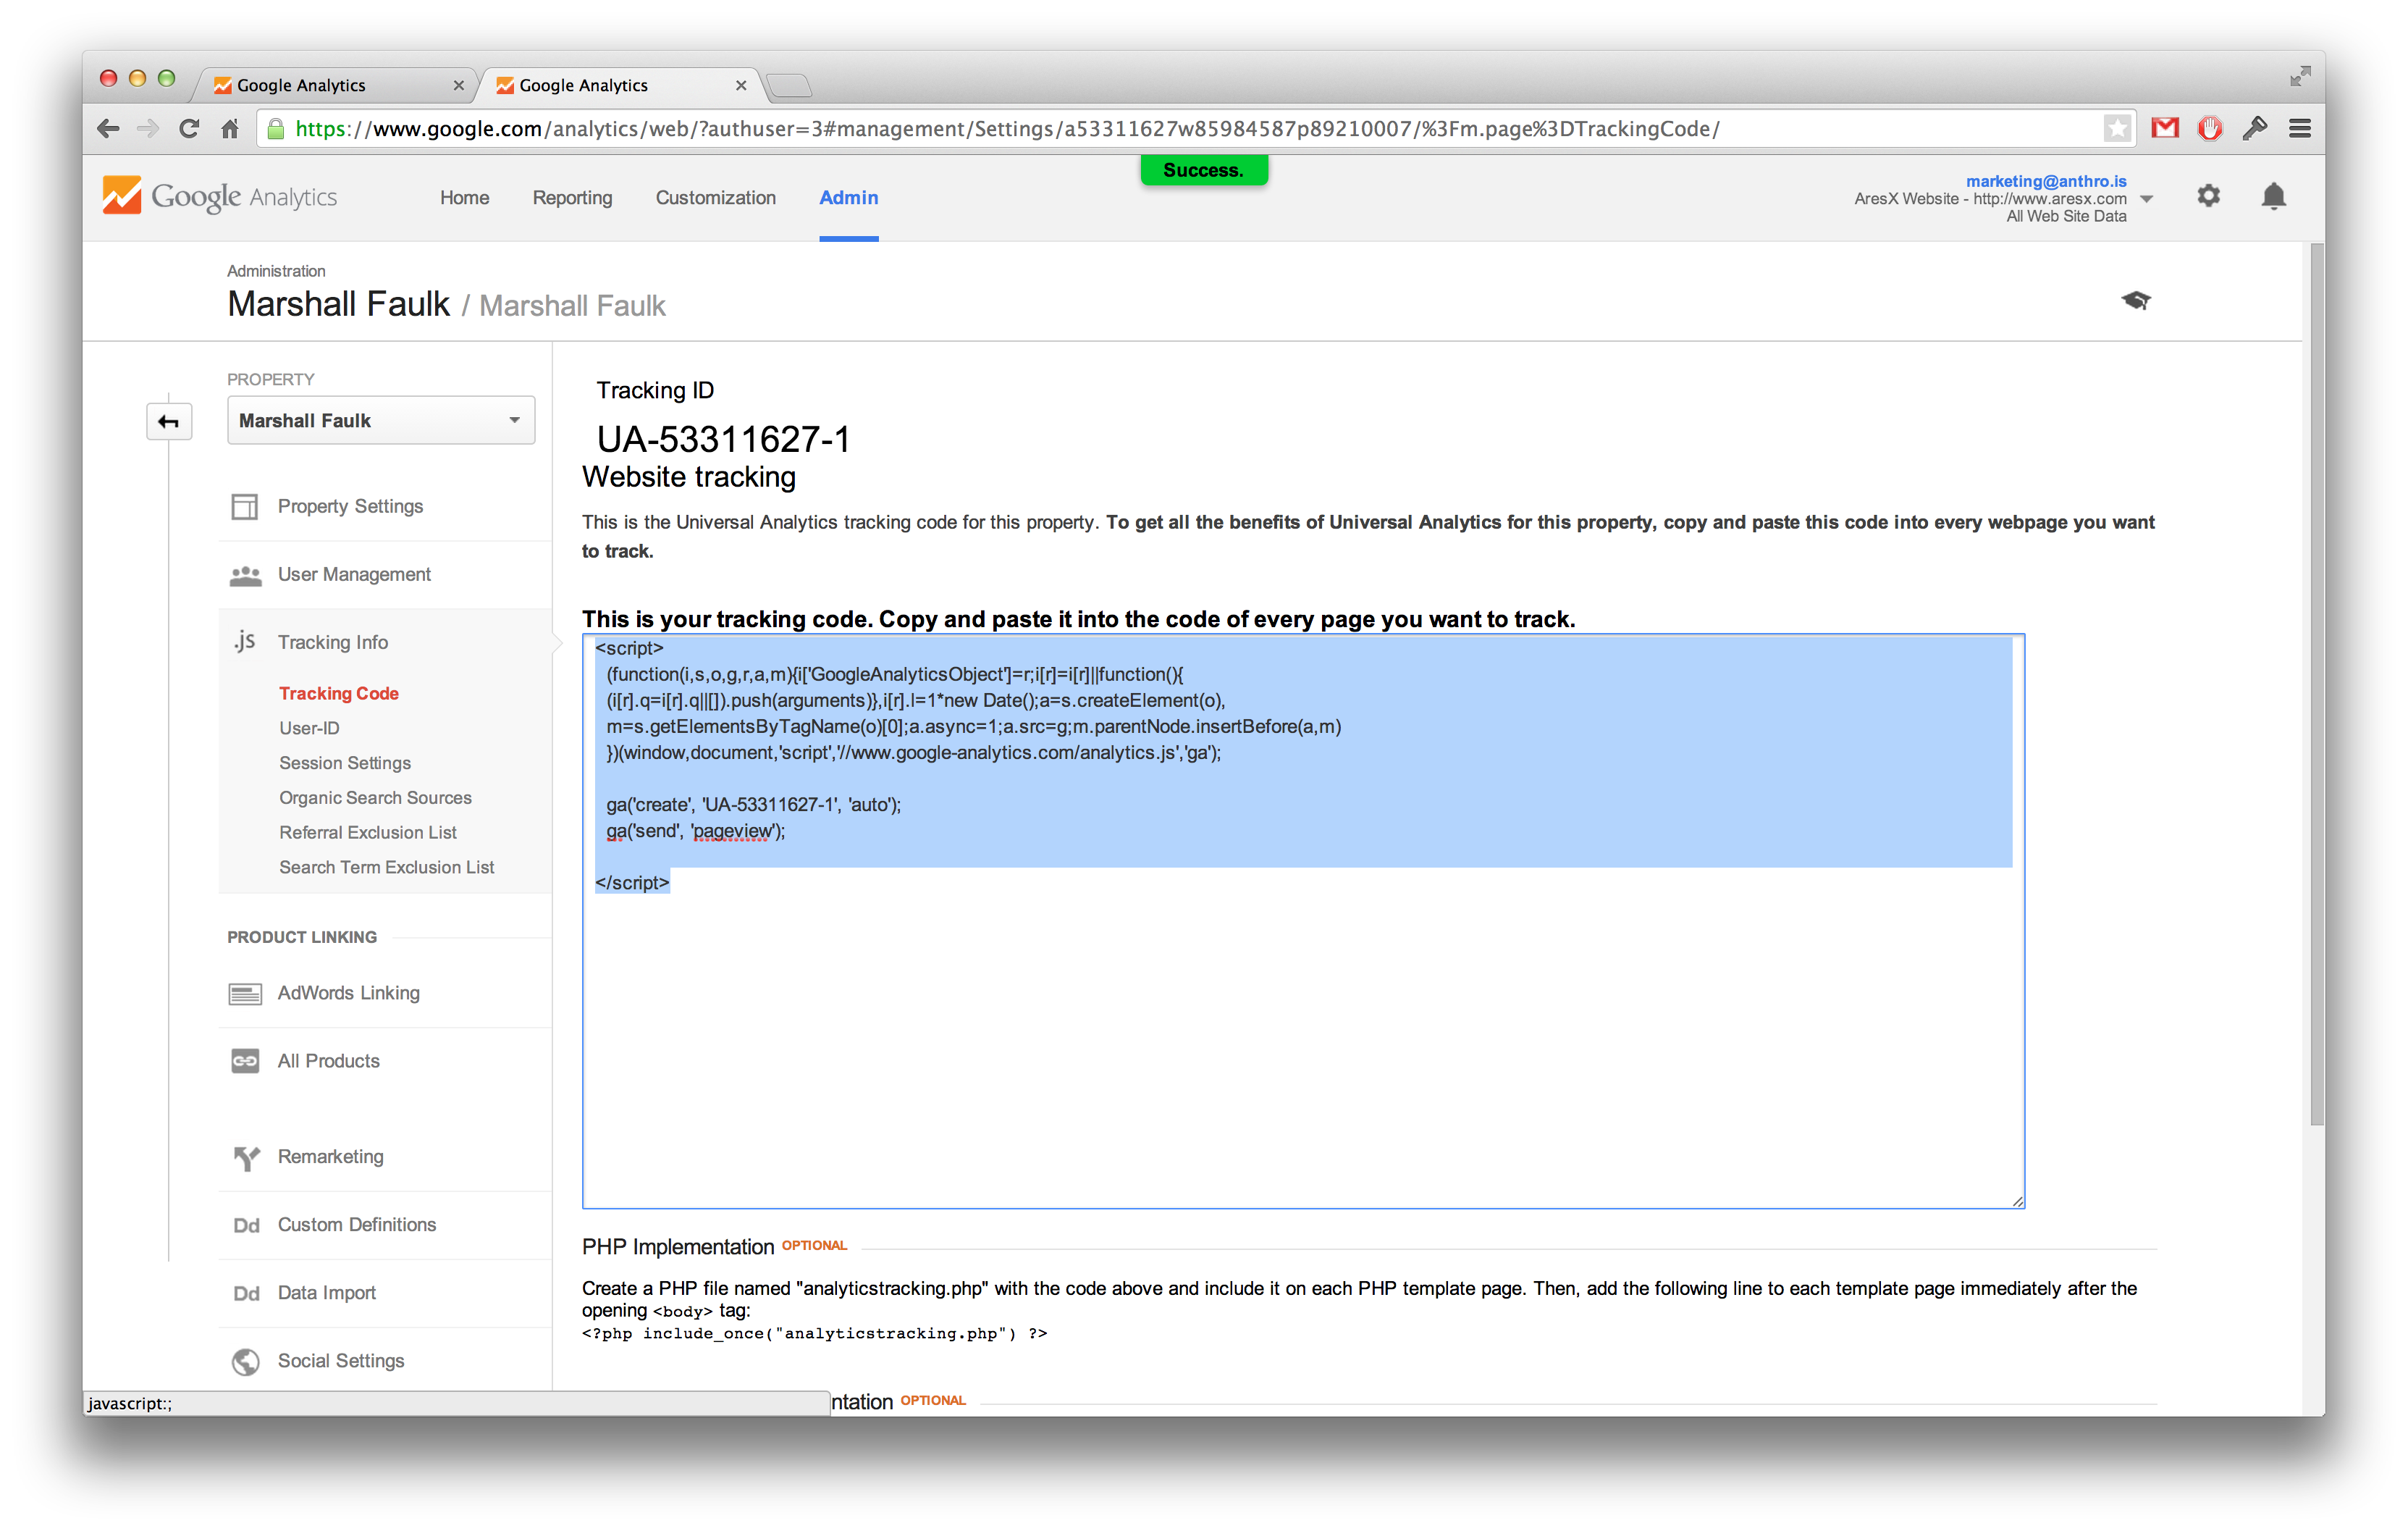 Google Analytics
Google Analytics
https://www.google.com/analytics/web/?authuser=3#management/Settings/a53311627w85984587p89210007/%3Fm.page%3DTrackingCode/
Success.
Google Analytics
Home
Reporting
Customization
Admin
marketing@anthro.is
AresX Website - http://www.aresx.com
All Web Site Data
Administration
Marshall Faulk / Marshall Faulk
PROPERTY
Marshall Faulk
Property Settings
User Management
.js Tracking Info
Tracking Code
User-ID
Session Settings
Organic Search Sources
Referral Exclusion List
Search Term Exclusion List
PRODUCT LINKING
AdWords Linking
All Products
Remarketing
Dd Custom Definitions
Dd Data Import
Social Settings
javascript:;
Tracking ID
UA-53311627-1
Website tracking
This is the Universal Analytics tracking code for this property. To get all the benefits of Universal Analytics for this property, copy and paste this code into every webpage you want
to track.
This is your tracking code. Copy and paste it into the code of every page you want to track.
<script>
(function(i,s,o,g,r,a,m){i['GoogleAnalyticsObject']=r;i[r]=i[r]||function(){
(i[r].q=i[r].q||[]).push(arguments)},i[r].l=1*new Date();a=s.createElement(o),
m=s.getElementsByTagName(o)[0];a.async=1;a.src=g;m.parentNode.insertBefore(a,m)
})(window,document,'script','//www.google-analytics.com/analytics.js','ga');
ga('create', 'UA-53311627-1', 'auto');
ga('send', 'pageview');
</script>
PHP Implementation OPTIONAL
Create a PHP file named "analyticstracking.php" with the code above and include it on each PHP template page. Then, add the following line to each template page immediately after the
opening <body> tag:
<?php include_once("analyticstracking.php") ?>
ntation OPTIONAL